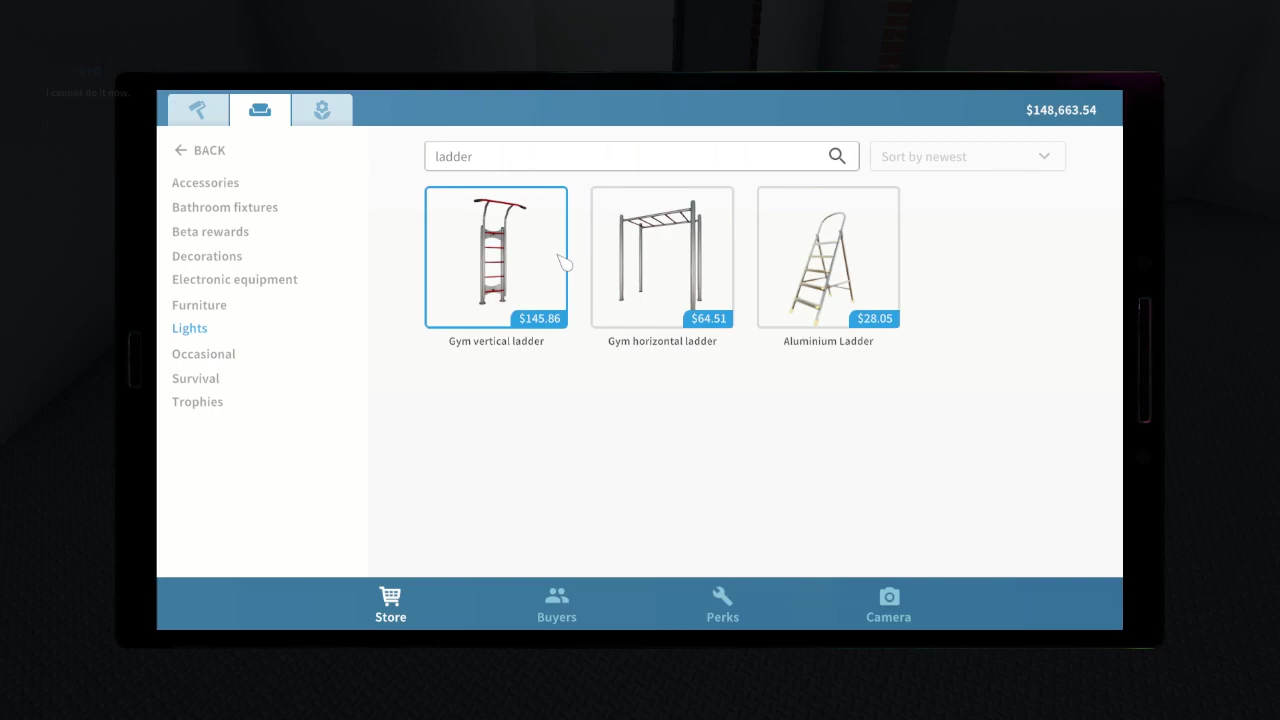 i cannot do it now.
$148,663.54
BACK
ladder
Sort by newest
Accessories
Bathroom fixtures
Beta rewards
Decorations
Electronic equipment
Furniture
Lights
Occasional
Survival
Trophies
$145.86
$64.51
$28.05
Gym vertical ladder
Gym horizontal ladder
Aluminium Ladder
Store
Buyers
Perks
Camera